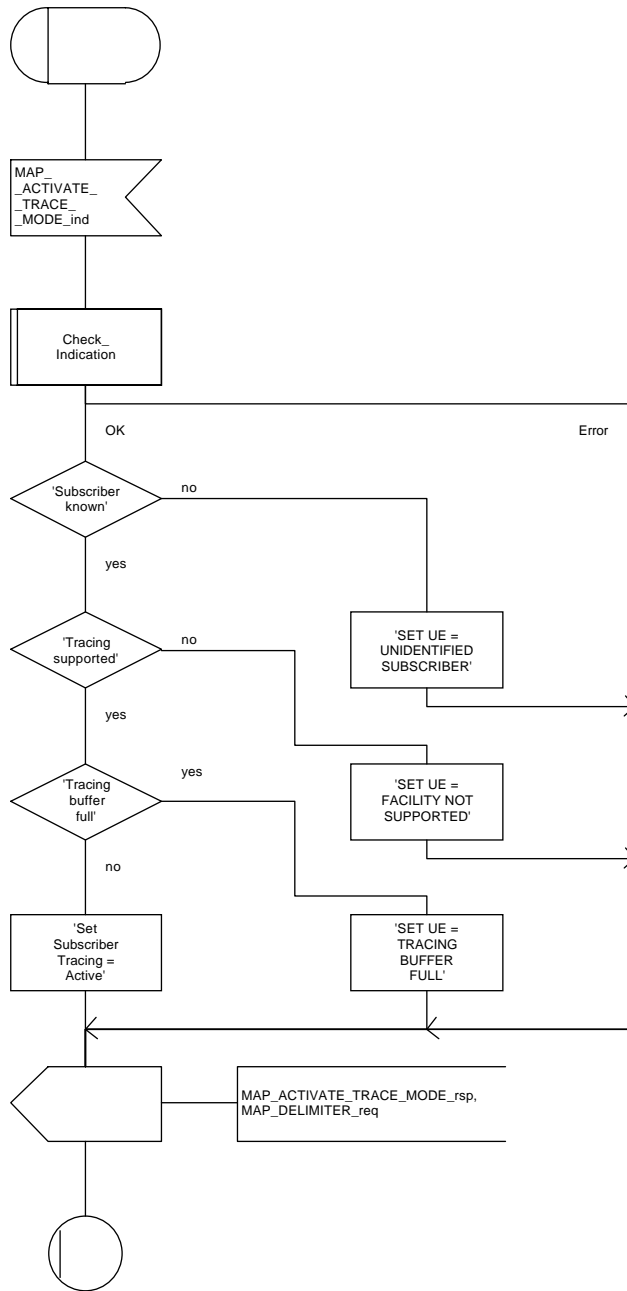 MAP_
_ACTIVATE_
_TRACE_
_MODE_ind
Check_
Indication
OK
Error
'Subscriber
known'
no
yes
'Tracing
supported'
no
'SET UE =
UNIDENTIFIED
SUBSCRIBER'
yes
'Tracing
buffer
full'
yes
'SET UE =
FACILITY NOT
SUPPORTED'
no
'Set
Subscriber
Tracing =
Active'
'SET UE =
TRACING
BUFFER
FULL'
MAP_ACTIVATE_TRACE_MODE_rsp,
MAP_DELIMITER_req